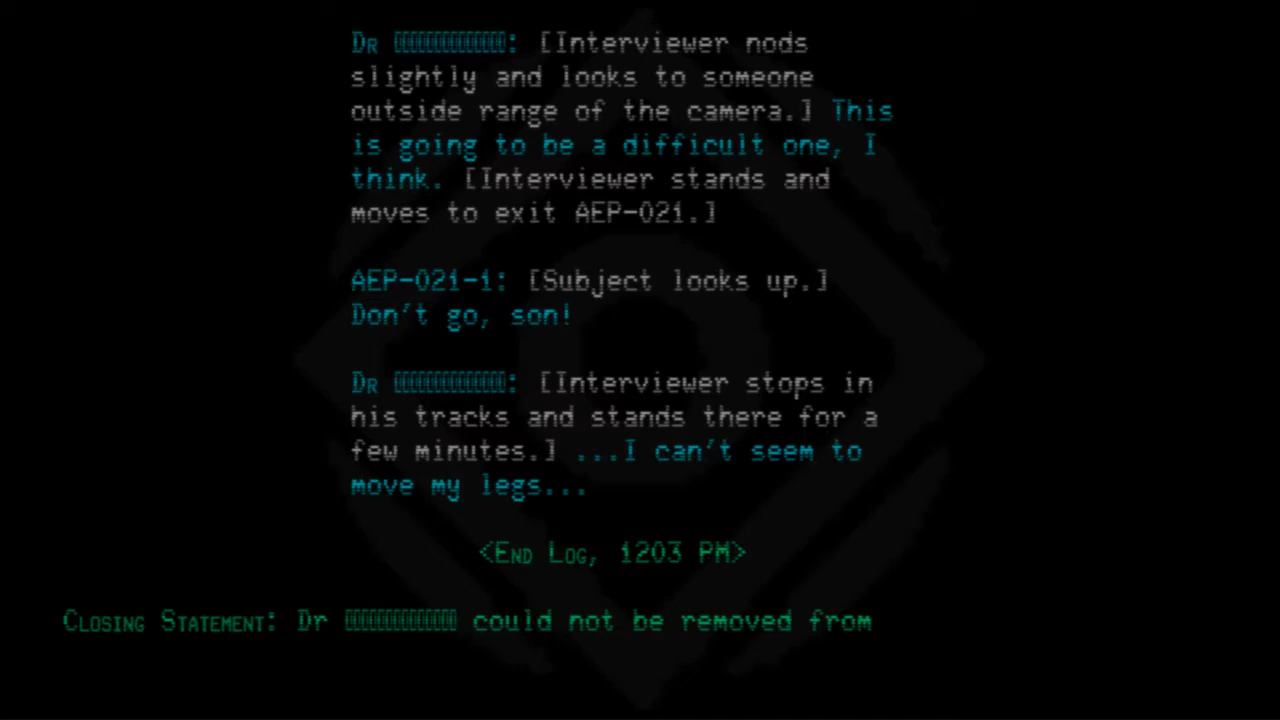 Dr ▯▯▯▯▯▯▯▯▯▯▯▯▯▯: [Interviewer nods
slightly and looks to someone
outside range of the camera.] This
is going to be a difficult one, I
think. [Interviewer stands and
moves to exit AEP-021.]
AEP-021-1: [Subject looks up.]
Don't go, son!
Dr ▯▯▯▯▯▯▯▯▯▯▯▯▯▯: [Interviewer stops in
his tracks and stands there for a
few minutes.] ...I can't seem to
move my legs...
<End Log, 1203 PM>
Closing Statement: Dr ▯▯▯▯▯▯▯▯▯▯▯▯▯▯ could not be removed from